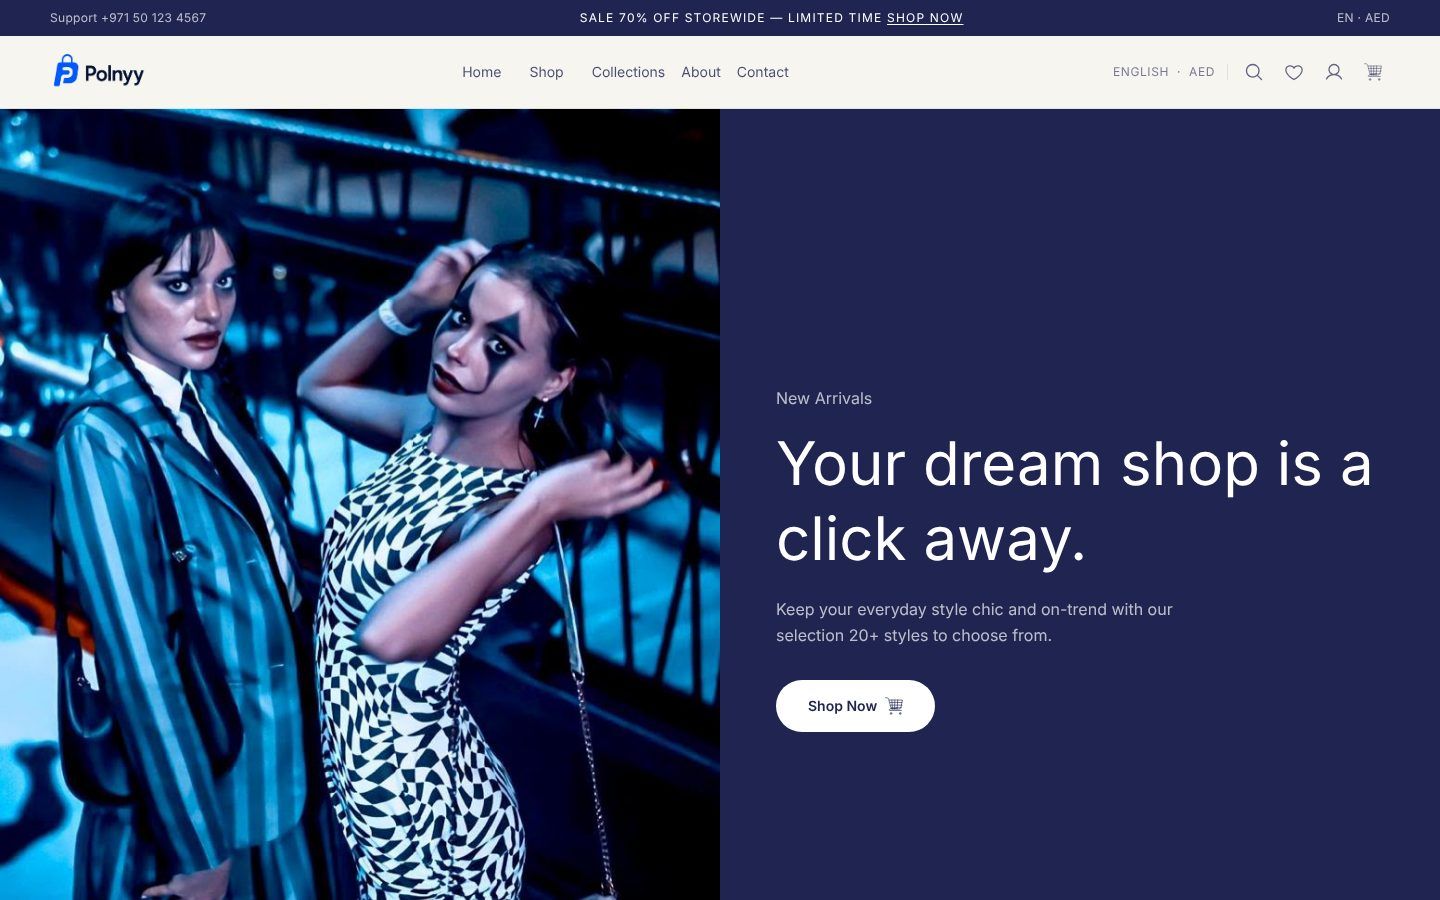 Support +971 50 123 4567
SALE 70% OFF STOREWIDE — LIMITED TIME SHOP NOW
EN · AED
Polnyy
Home Shop Collections About Contact
ENGLISH · AED
New Arrivals
Your dream shop is a
click away.
Keep your everyday style chic and on-trend with our
selection 20+ styles to choose from.
Shop Now